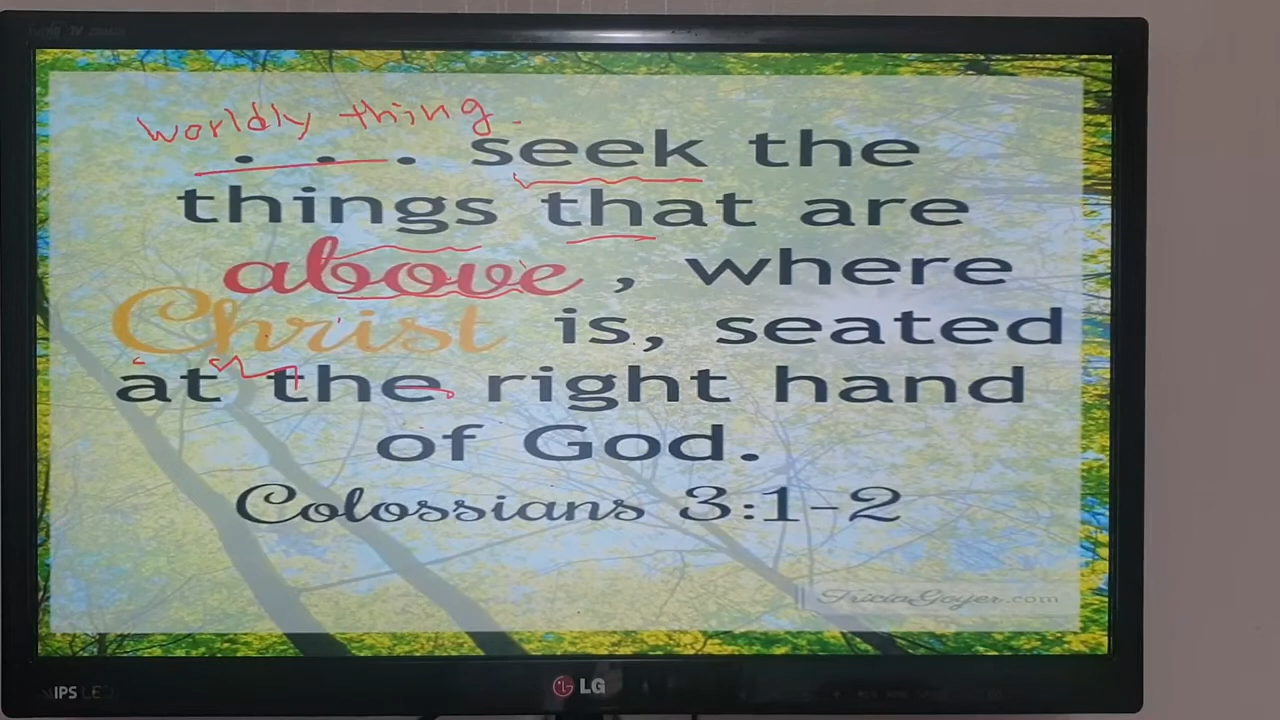 worldly thing.
. . . seek the
things that are
above, where
Christ is, seated
at the right hand
of God.
Colossians 3:1-2
TriciaGoyer.com
IPS LED
LG